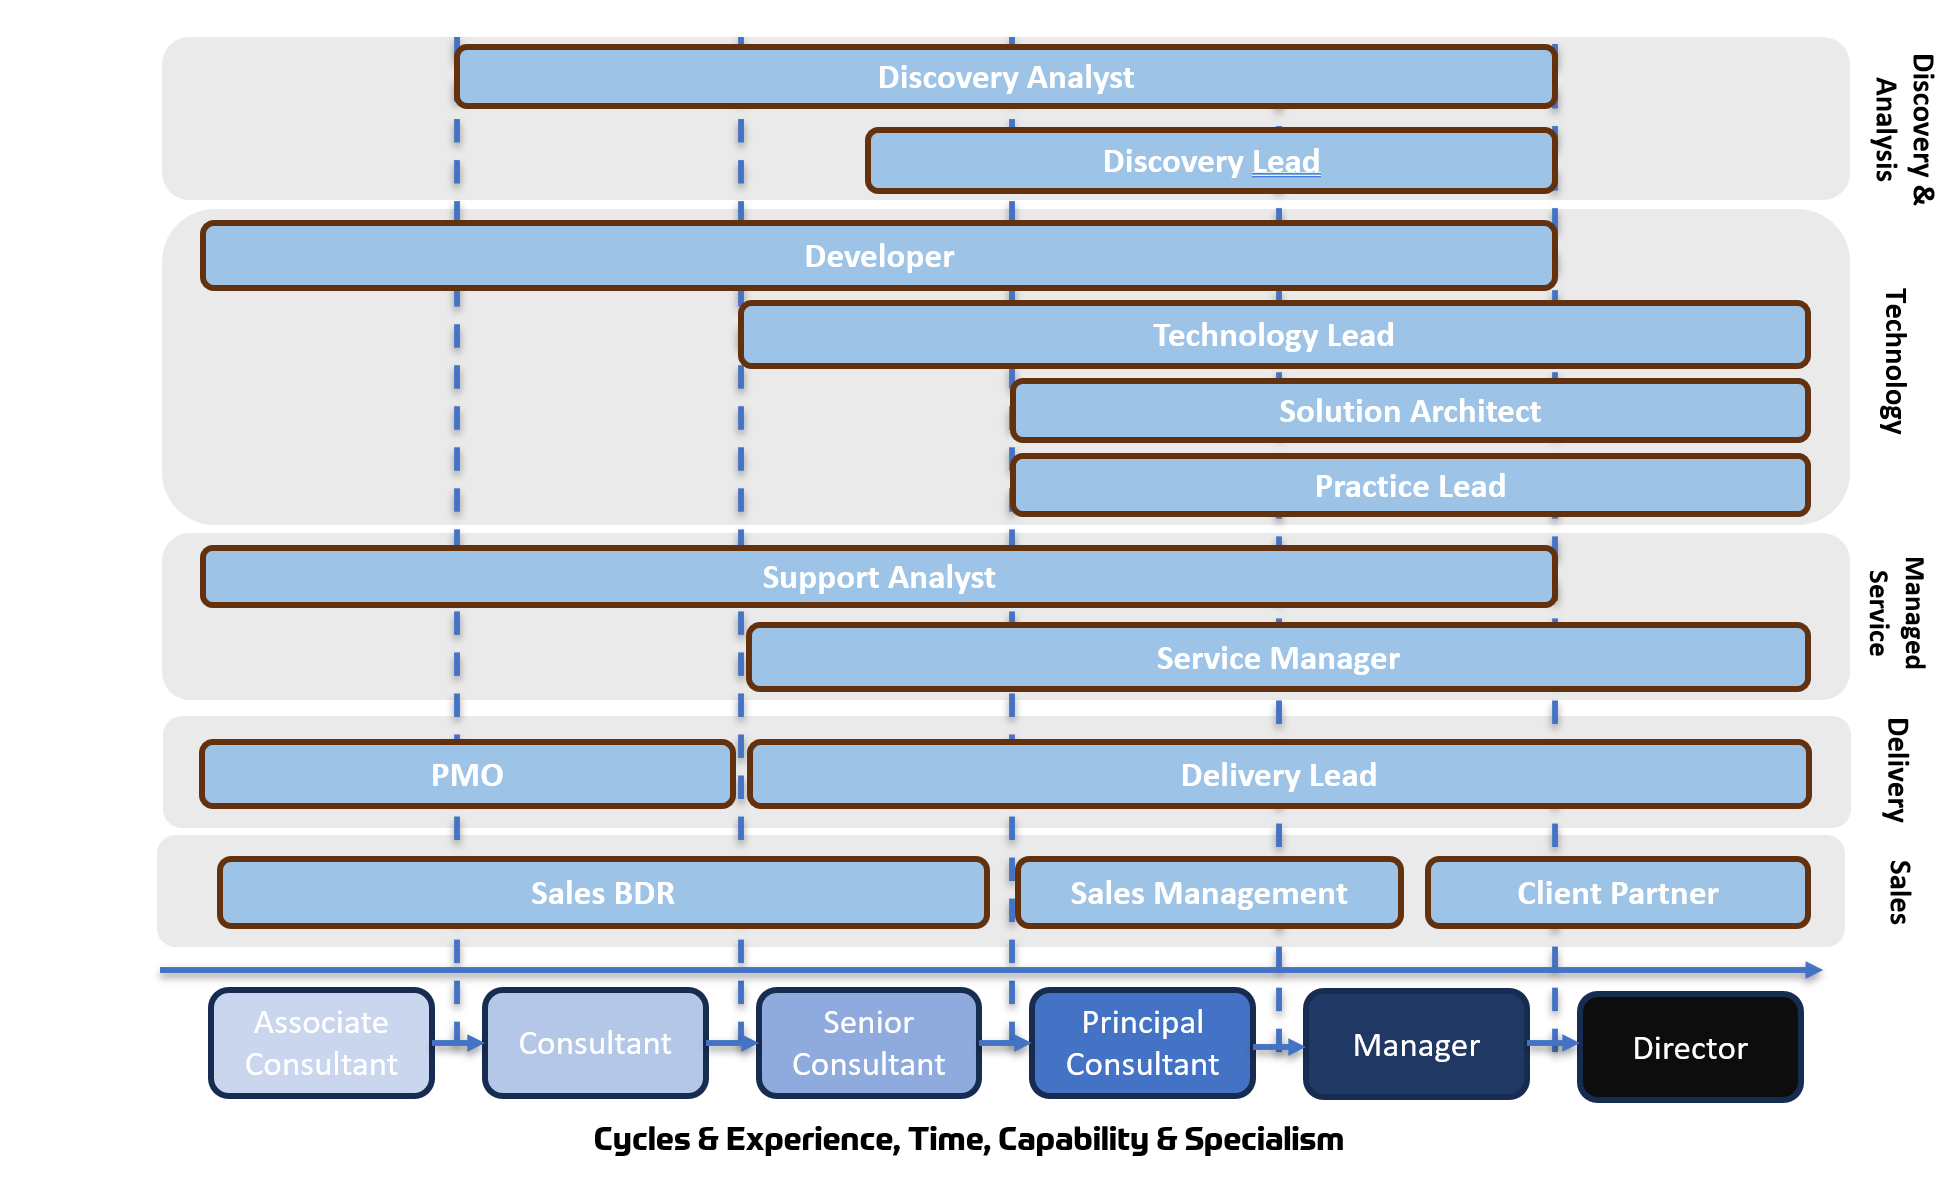 Discovery Analyst
Discovery Lead
Discovery &
Analysis
Developer
Technology Lead
Solution Architect
Practice Lead
Technology
Support Analyst
Service Manager
Managed
Service
PMO
Delivery Lead
Delivery
Sales BDR
Sales Management
Client Partner
Sales
Associate
Consultant
Consultant
Senior
Consultant
Principal
Consultant
Manager
Director
Cycles & Experience, Time, Capability & Specialism